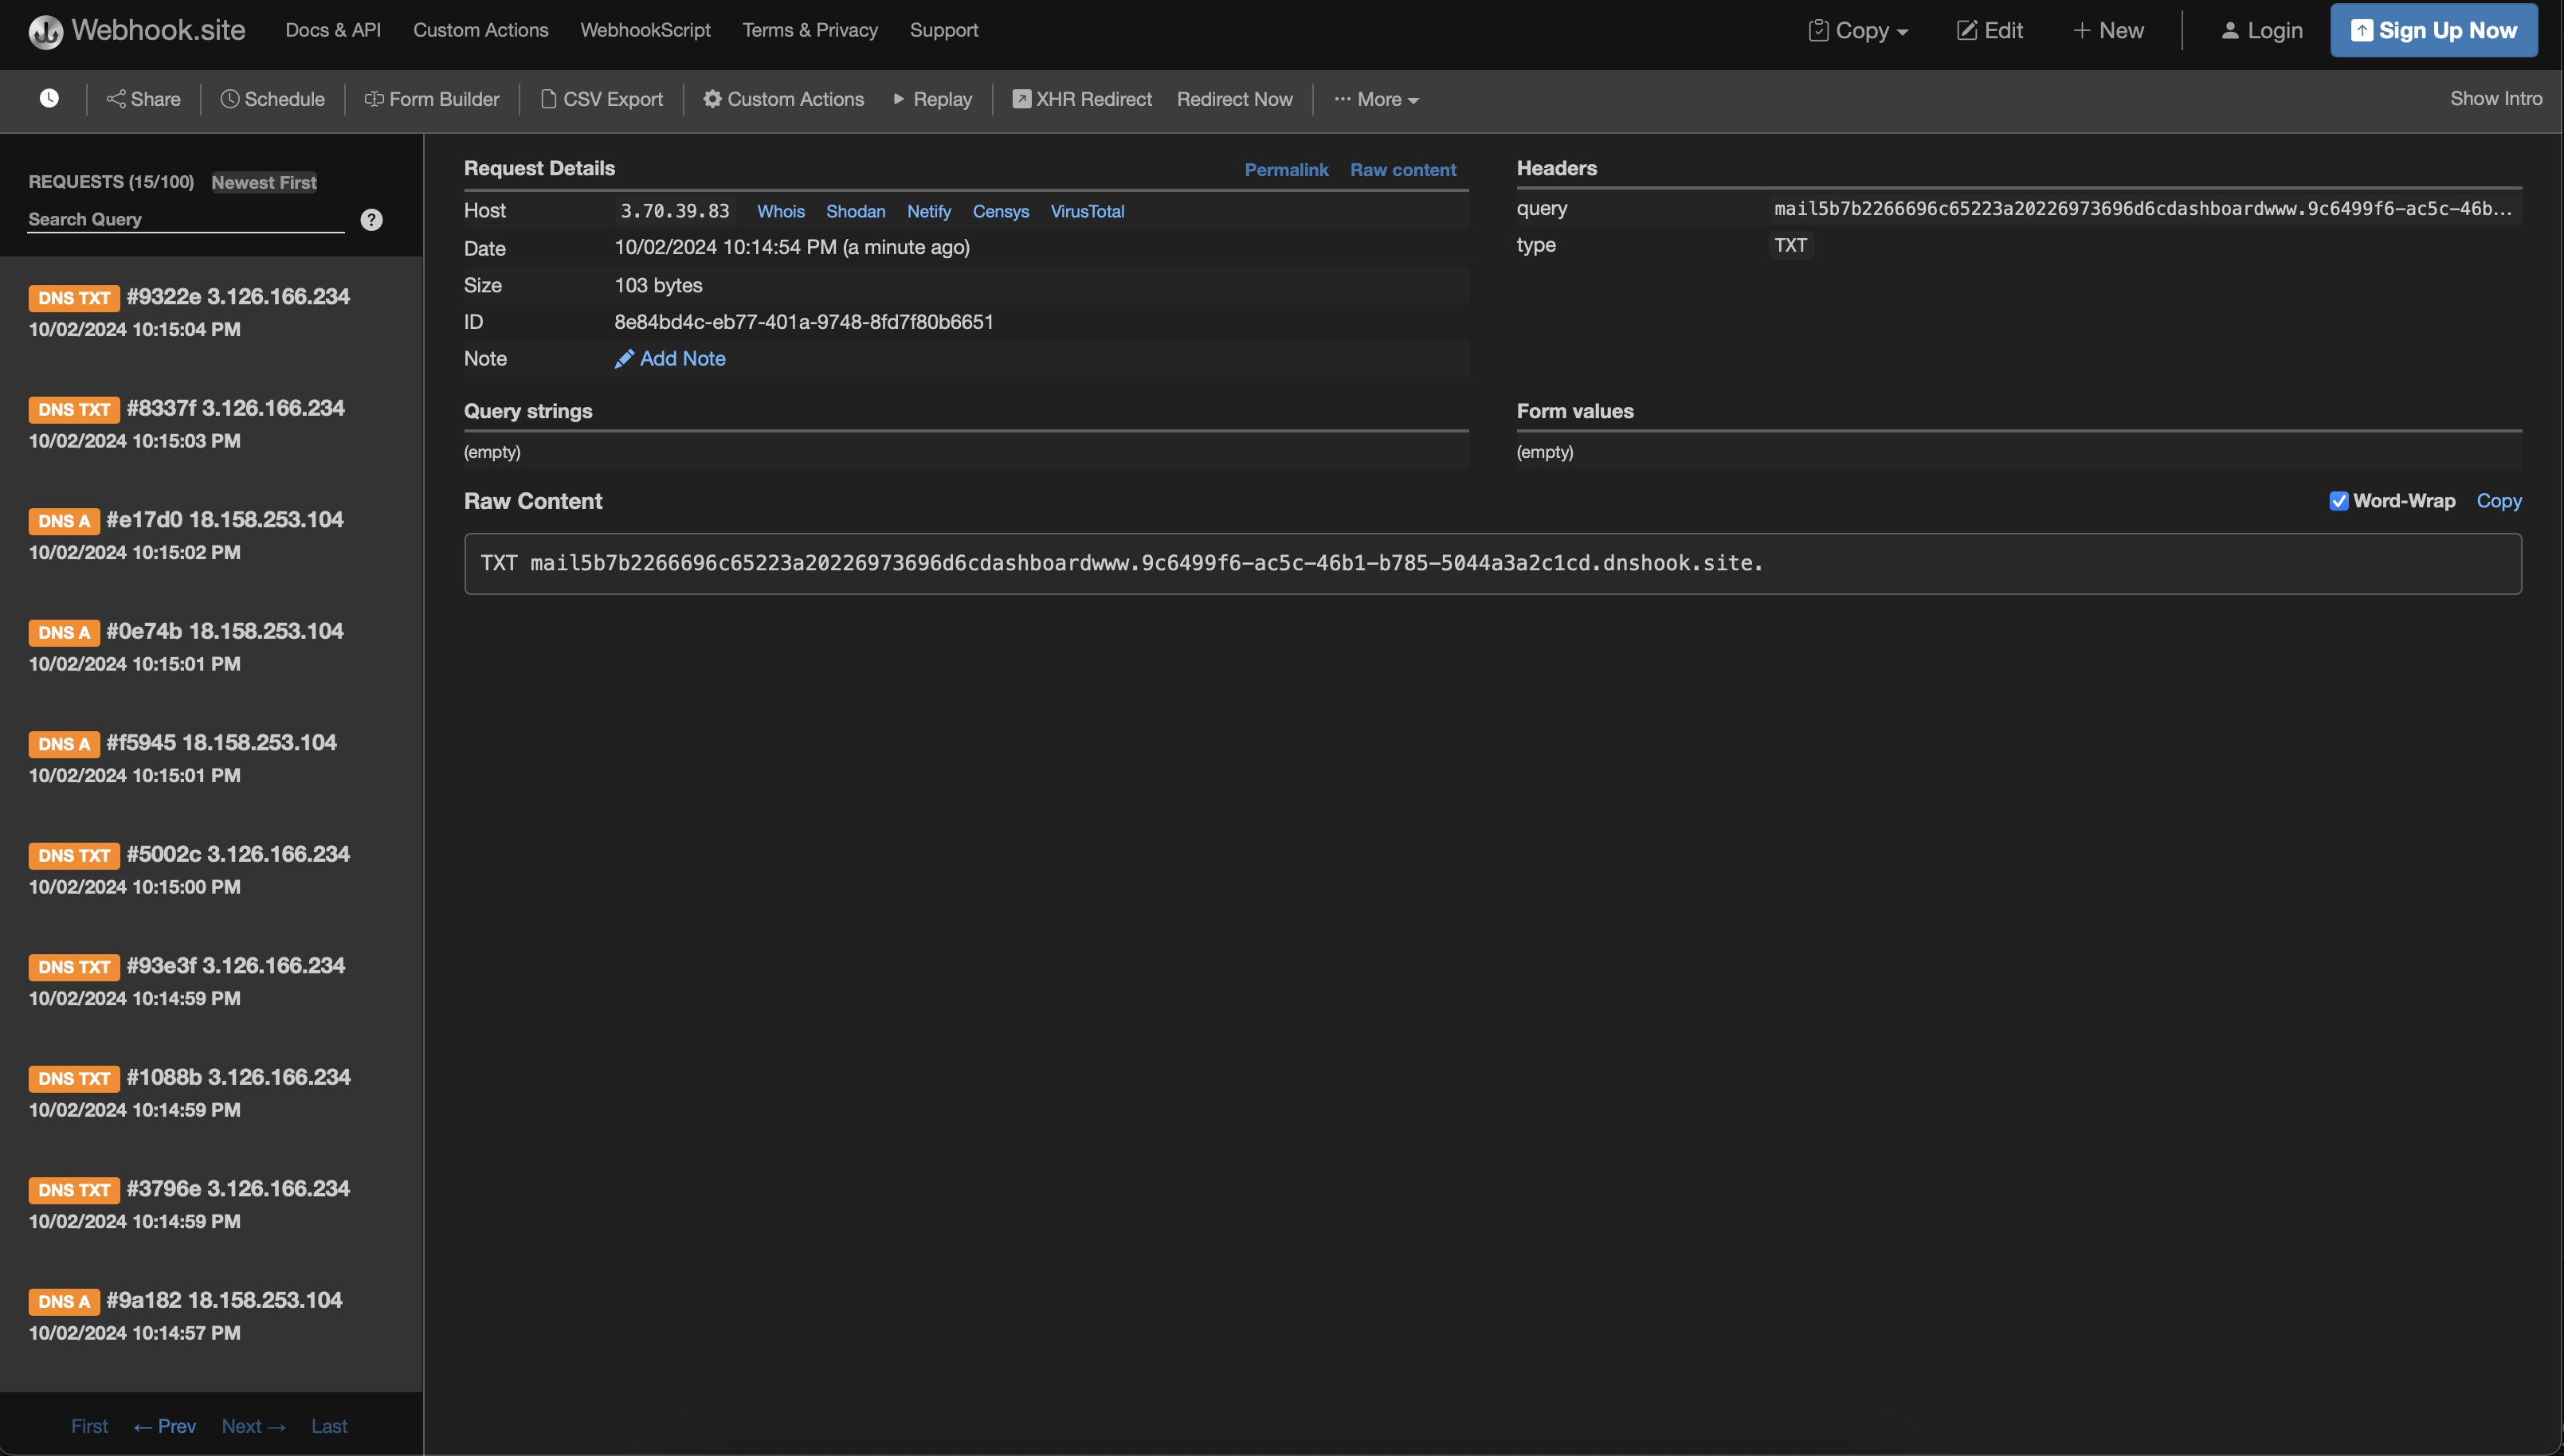 Webhook.site Docs & API Custom Actions WebhookScript Terms & Privacy Support Copy Edit + New Login Sign Up Now
Share Schedule Form Builder CSV Export Custom Actions Replay XHR Redirect Redirect Now ··· More Show Intro
REQUESTS (15/100) Newest First
Search Query ?
DNS TXT #9322e 3.126.166.234
10/02/2024 10:15:04 PM
DNS TXT #8337f 3.126.166.234
10/02/2024 10:15:03 PM
DNS A #e17d0 18.158.253.104
10/02/2024 10:15:02 PM
DNS A #0e74b 18.158.253.104
10/02/2024 10:15:01 PM
DNS A #f5945 18.158.253.104
10/02/2024 10:15:01 PM
DNS TXT #5002c 3.126.166.234
10/02/2024 10:15:00 PM
DNS TXT #93e3f 3.126.166.234
10/02/2024 10:14:59 PM
DNS TXT #1088b 3.126.166.234
10/02/2024 10:14:59 PM
DNS TXT #3796e 3.126.166.234
10/02/2024 10:14:59 PM
DNS A #9a182 18.158.253.104
10/02/2024 10:14:57 PM
First ← Prev Next → Last
Request Details Permalink Raw content
Host 3.70.39.83 Whois Shodan Netify Censys VirusTotal
Date 10/02/2024 10:14:54 PM (a minute ago)
Size 103 bytes
ID 8e84bd4c-eb77-401a-9748-8fd7f80b6651
Note Add Note
Headers
query mail5b7b2266696c65223a20226973696d6cdashboardwww.9c6499f6-ac5c-46b...
type TXT
Query strings
(empty)
Form values
(empty)
Raw Content Word-Wrap Copy
TXT mail5b7b2266696c65223a20226973696d6cdashboardwww.9c6499f6-ac5c-46b1-b785-5044a3a2c1cd.dnshook.site.